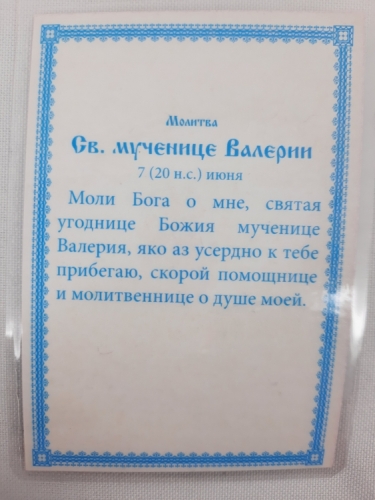 Молитва
Св. мученице Валерии
7 (20 н.с.) июня
Моли Бога о мне, святая
угоднице Божия мученице
Валерия, яко аз усердно к тебе
прибегаю, скорой помощнице
и молитвеннице о душе моей.